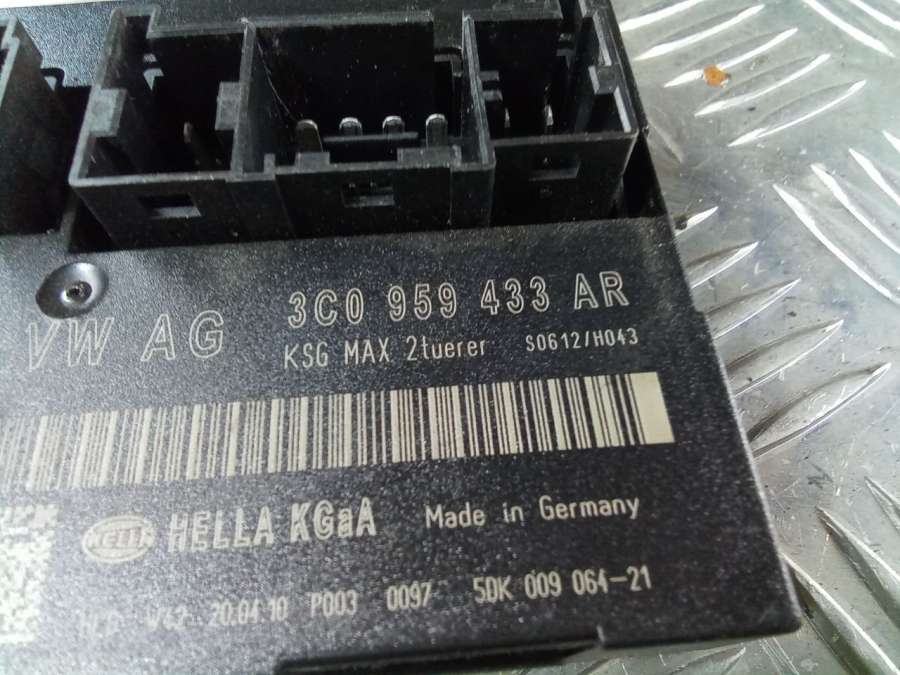 3C0 959 433 AR
VW AG KSG MAX 2tuerer S0612/H043
HELLA HELLA KGaA Made in Germany
W42 20.04.10 P003 0097 5DK 009 064-21